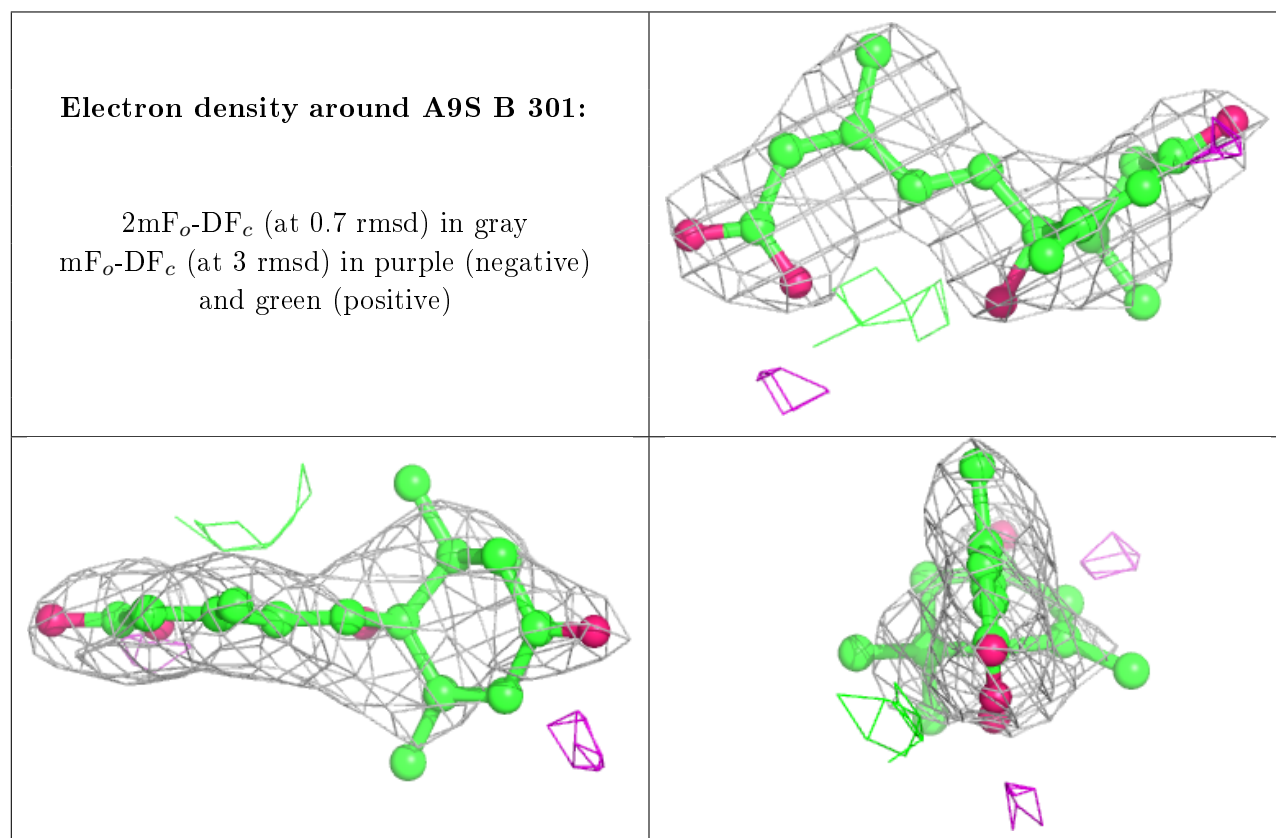 Electron density around A9S B 301:
2mFₒ-DF𝒸 (at 0.7 rmsd) in gray
mFₒ-DF𝒸 (at 3 rmsd) in purple (negative)
and green (positive)